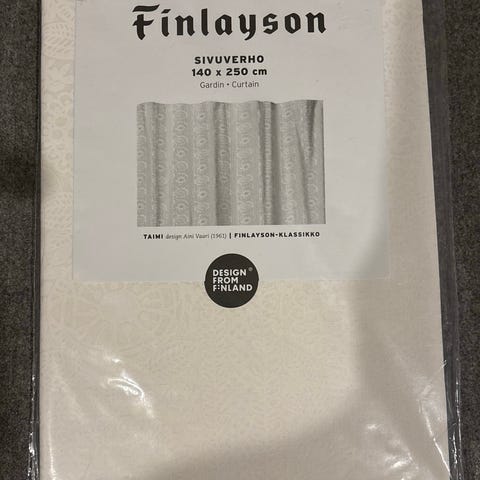 Finlayson
SIVUVERHO
140 x 250 cm
Gardin • Curtain
TAIMI design Aini Vaari (1961) | FINLAYSON-KLASSIKKO
DESIGN ®
FROM
FINLAND